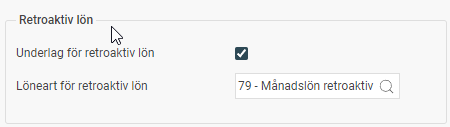 Retroaktiv lön
Underlag för retroaktiv lön
Löneart för retroaktiv lön 79 - Månadslön retroaktiv